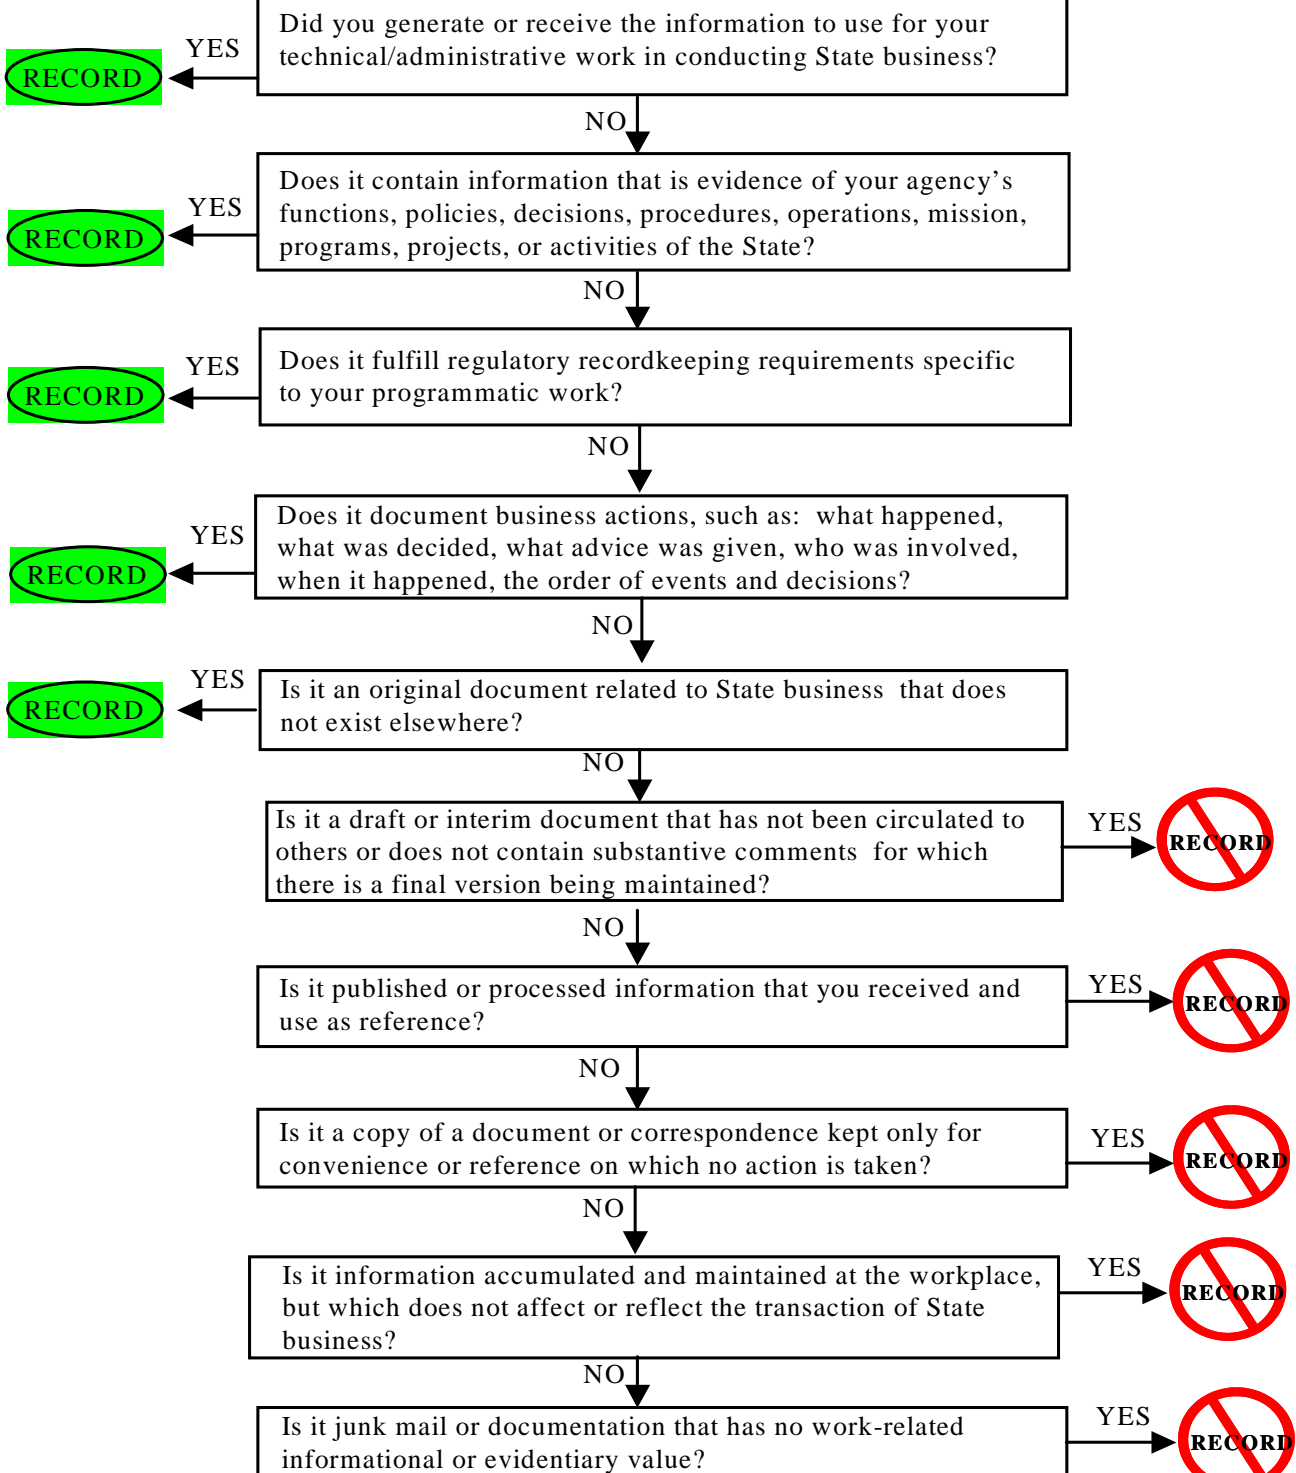 Did you generate or receive the information to use for your
technical/administrative work in conducting State business?
YES
RECORD
NO
Does it contain information that is evidence of your agency’s
functions, policies, decisions, procedures, operations, mission,
programs, projects, or activities of the State?
YES
RECORD
NO
Does it fulfill regulatory recordkeeping requirements specific
to your programmatic work?
YES
RECORD
NO
Does it document business actions, such as:  what happened,
what was decided, what advice was given, who was involved,
when it happened, the order of events and decisions?
YES
RECORD
NO
Is it an original document related to State business  that does
not exist elsewhere?
YES
RECORD
NO
Is it a draft or interim document that has not been circulated to
others or does not contain substantive comments  for which
there is a final version being maintained?
YES
RECORD
NO
Is it published or processed information that you received and
use as reference?
YES
RECORD
NO
Is it a copy of a document or correspondence kept only for
convenience or reference on which no action is taken?
YES
RECORD
NO
Is it information accumulated and maintained at the workplace,
but which does not affect or reflect the transaction of State
business?
YES
RECORD
NO
Is it junk mail or documentation that has no work-related
informational or evidentiary value?
YES
RECORD